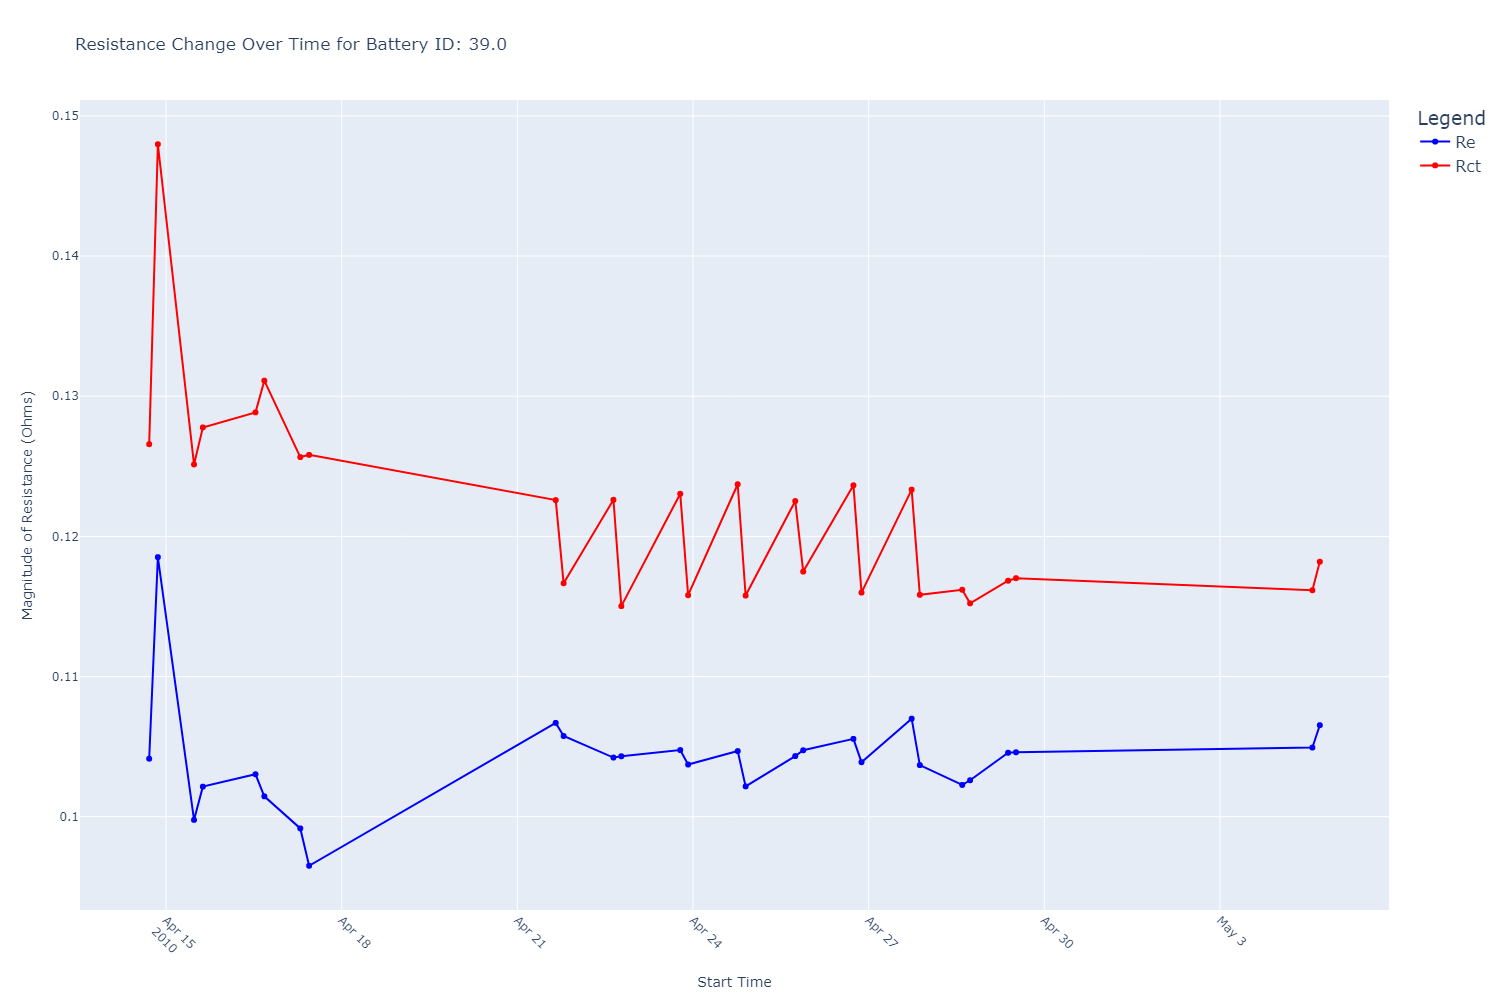 Resistance Change Over Time for Battery ID: 39.0
Legend
Re
Rct
Magnitude of Resistance (Ohms)
0.15
0.14
0.13
0.12
0.11
0.1
Apr 15
2010
Apr 18
Apr 21
Apr 24
Apr 27
Apr 30
May 3
Start Time